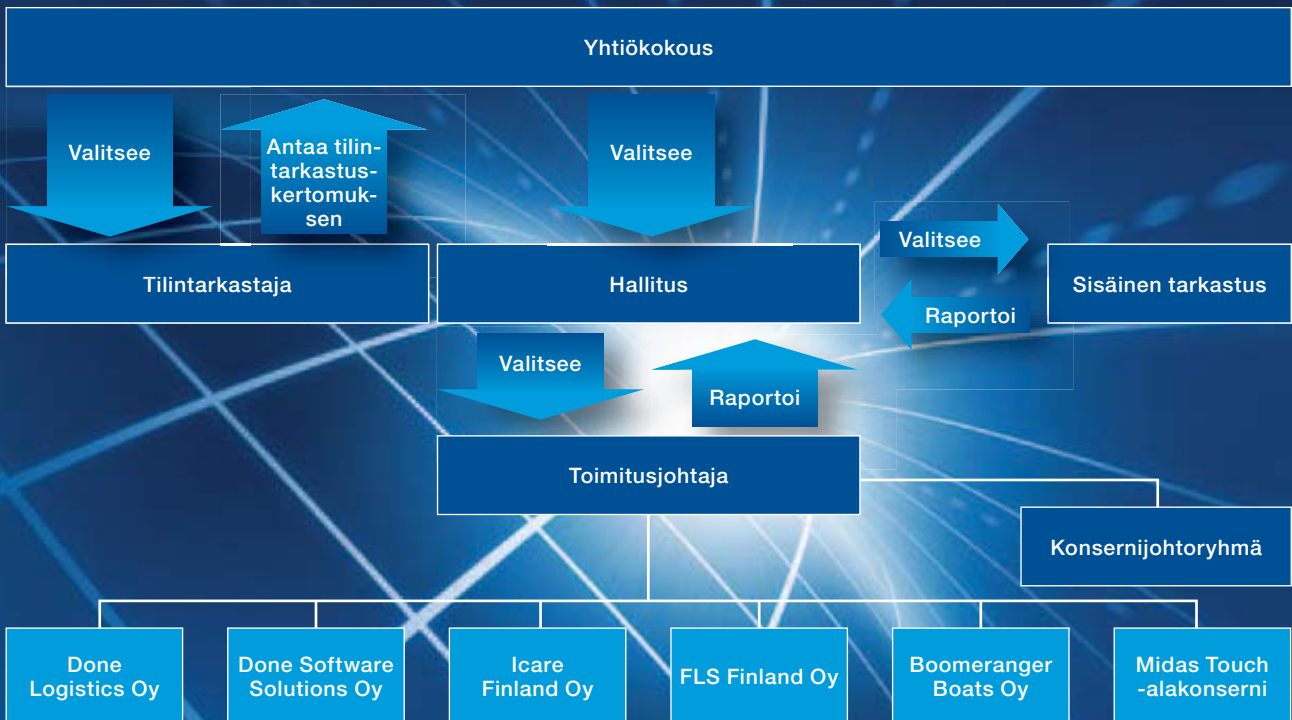 Yhtiökokous
Valitsee
Antaa tilin-
tarkastus-
kertomuk-
sen
Valitsee
Tilintarkastaja
Hallitus
Valitsee
Raportoi
Sisäinen tarkastus
Valitsee
Raportoi
Toimitusjohtaja
Konsernijohtoryhmä
Done
Logistics Oy
Done Software
Solutions Oy
Icare
Finland Oy
FLS Finland Oy
Boomeranger
Boats Oy
Midas Touch
-alakonserni